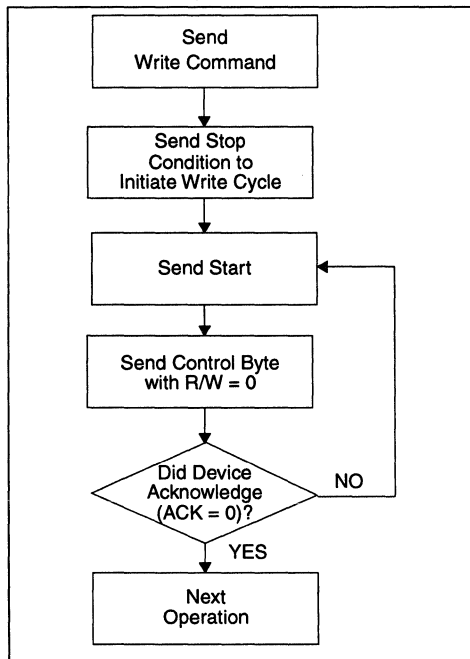 Send
Write Command
Send Stop
Condition to
Initiate Write Cycle
Send Start
Send Control Byte
with R/W = 0
Did Device
Acknowledge
(ACK = 0)?
NO
YES
Next
Operation